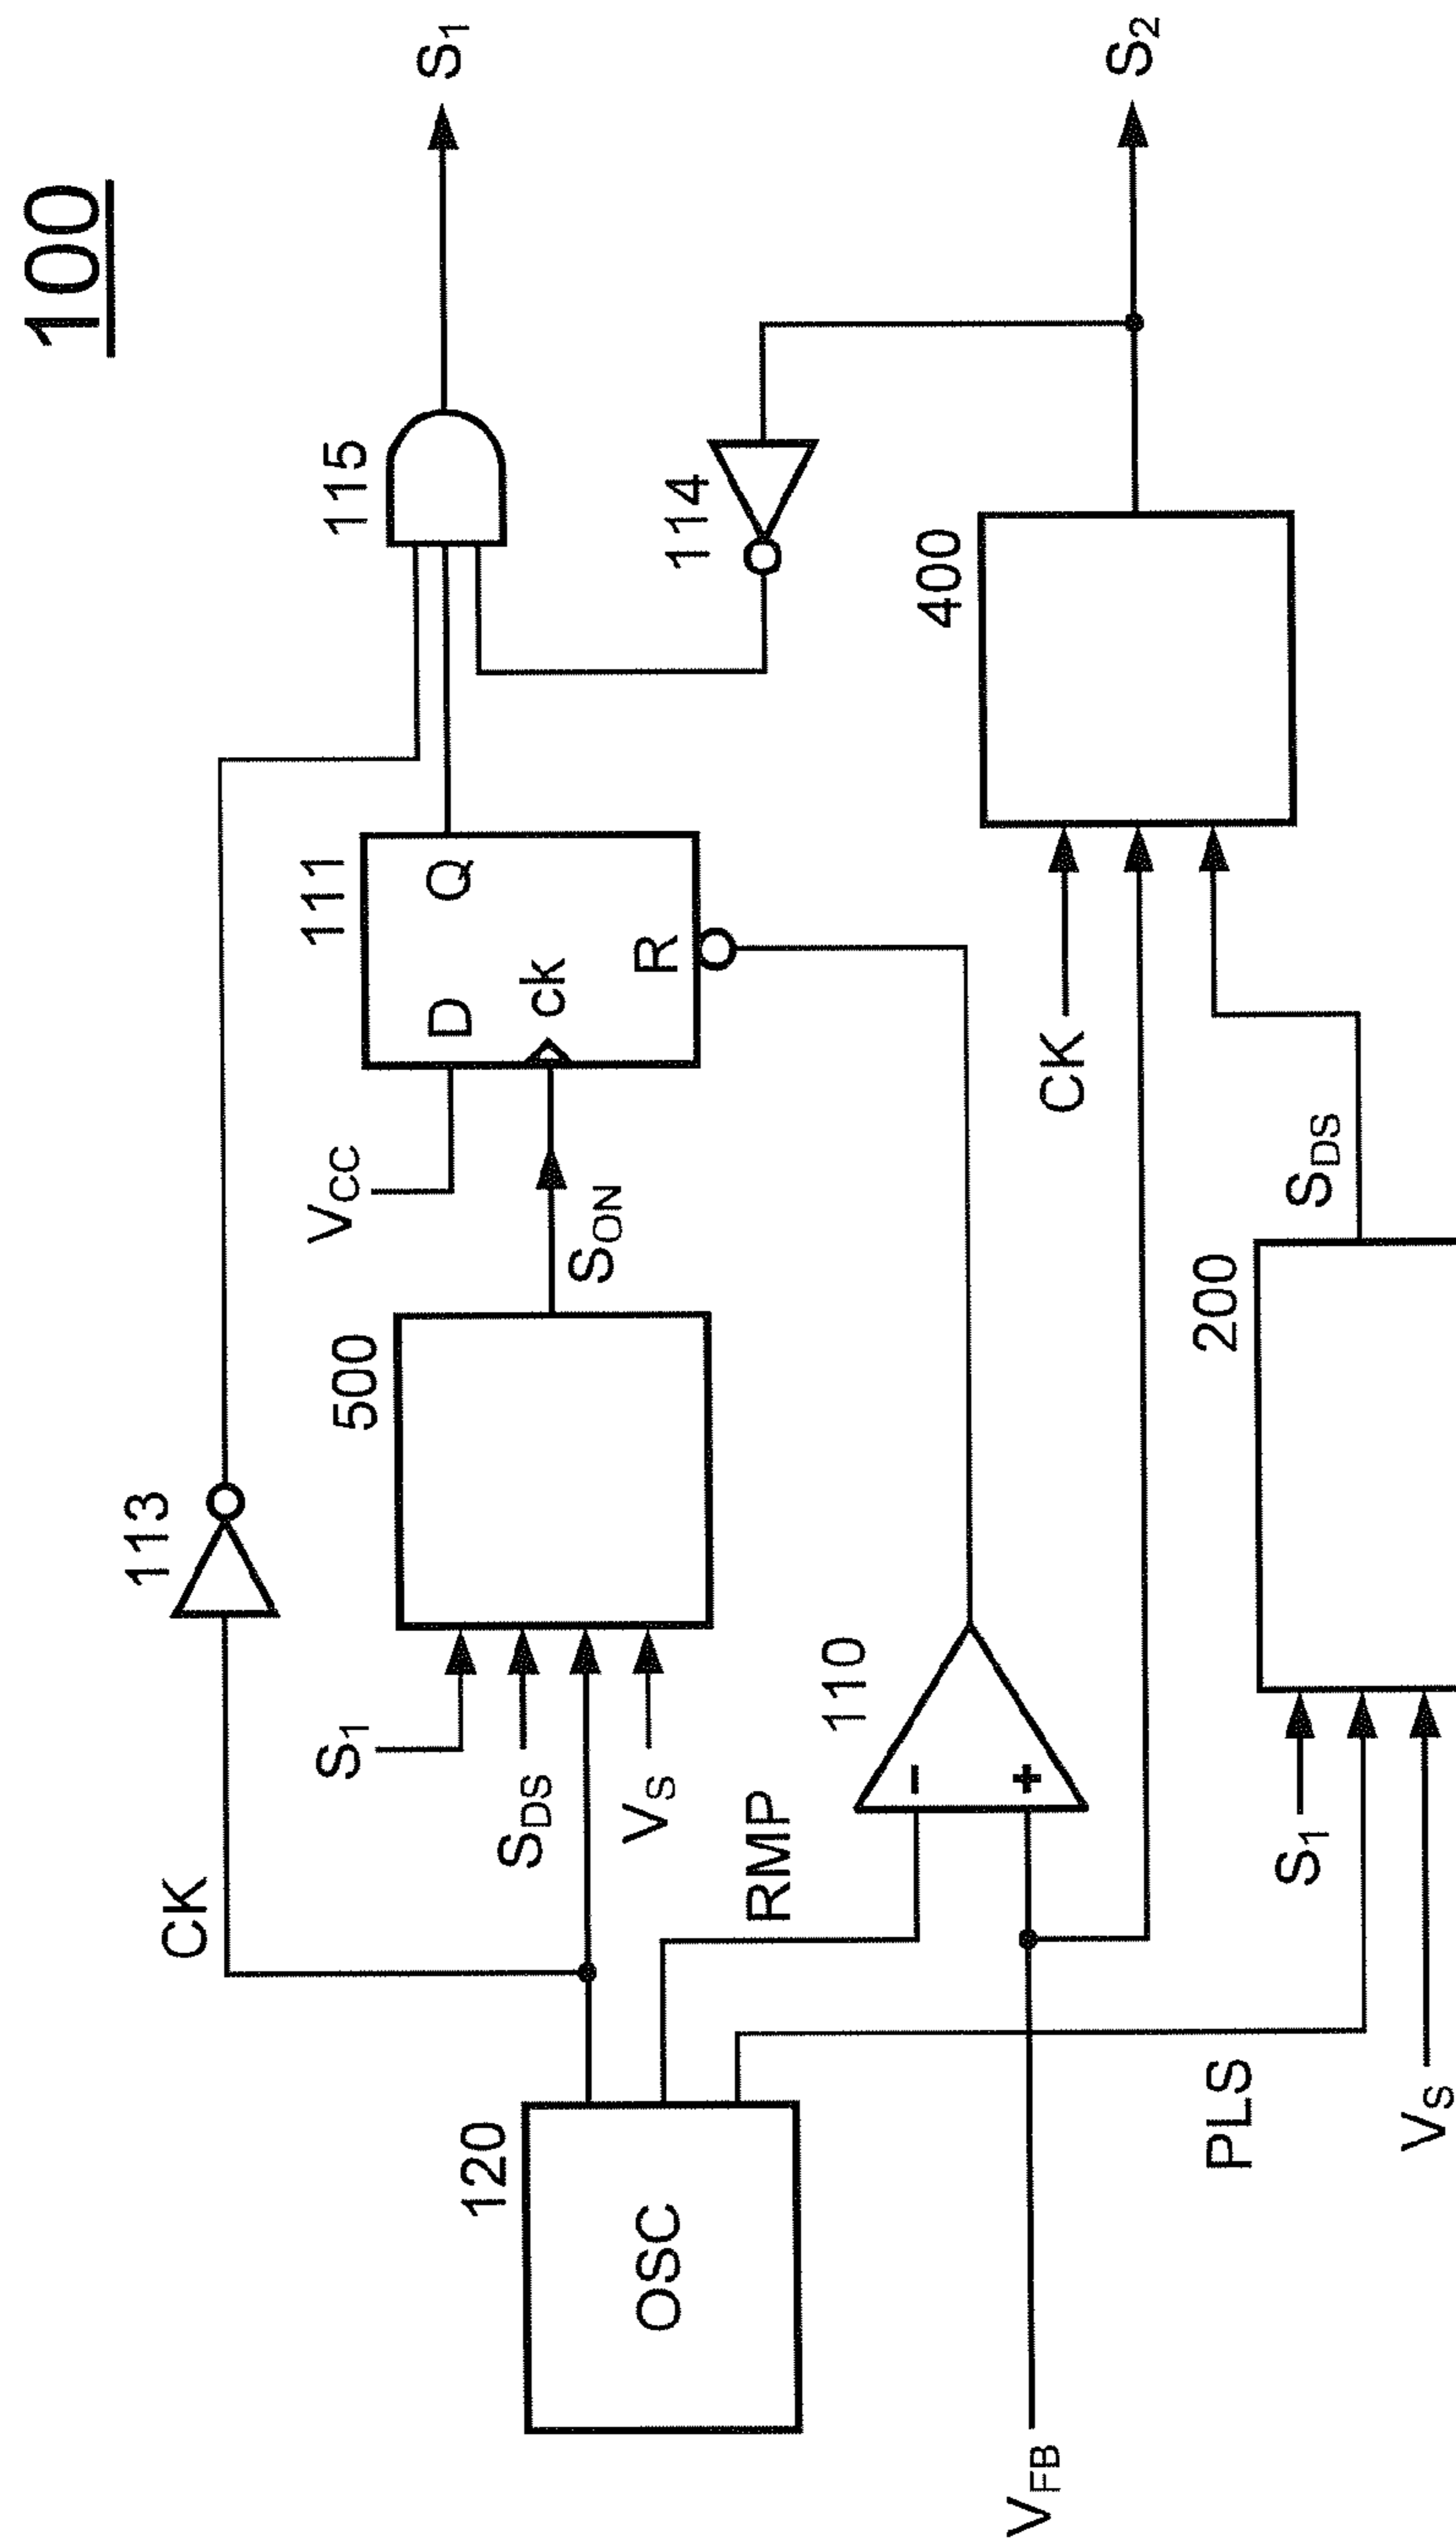 100
S1
S2
115
114
111
D
Q
ck
R
VCC
SON
500
S1
SDS
VS
113
CK
400
CK
SDS
200
S1
VS
PLS
110
-
+
RMP
120
OSC
VFB